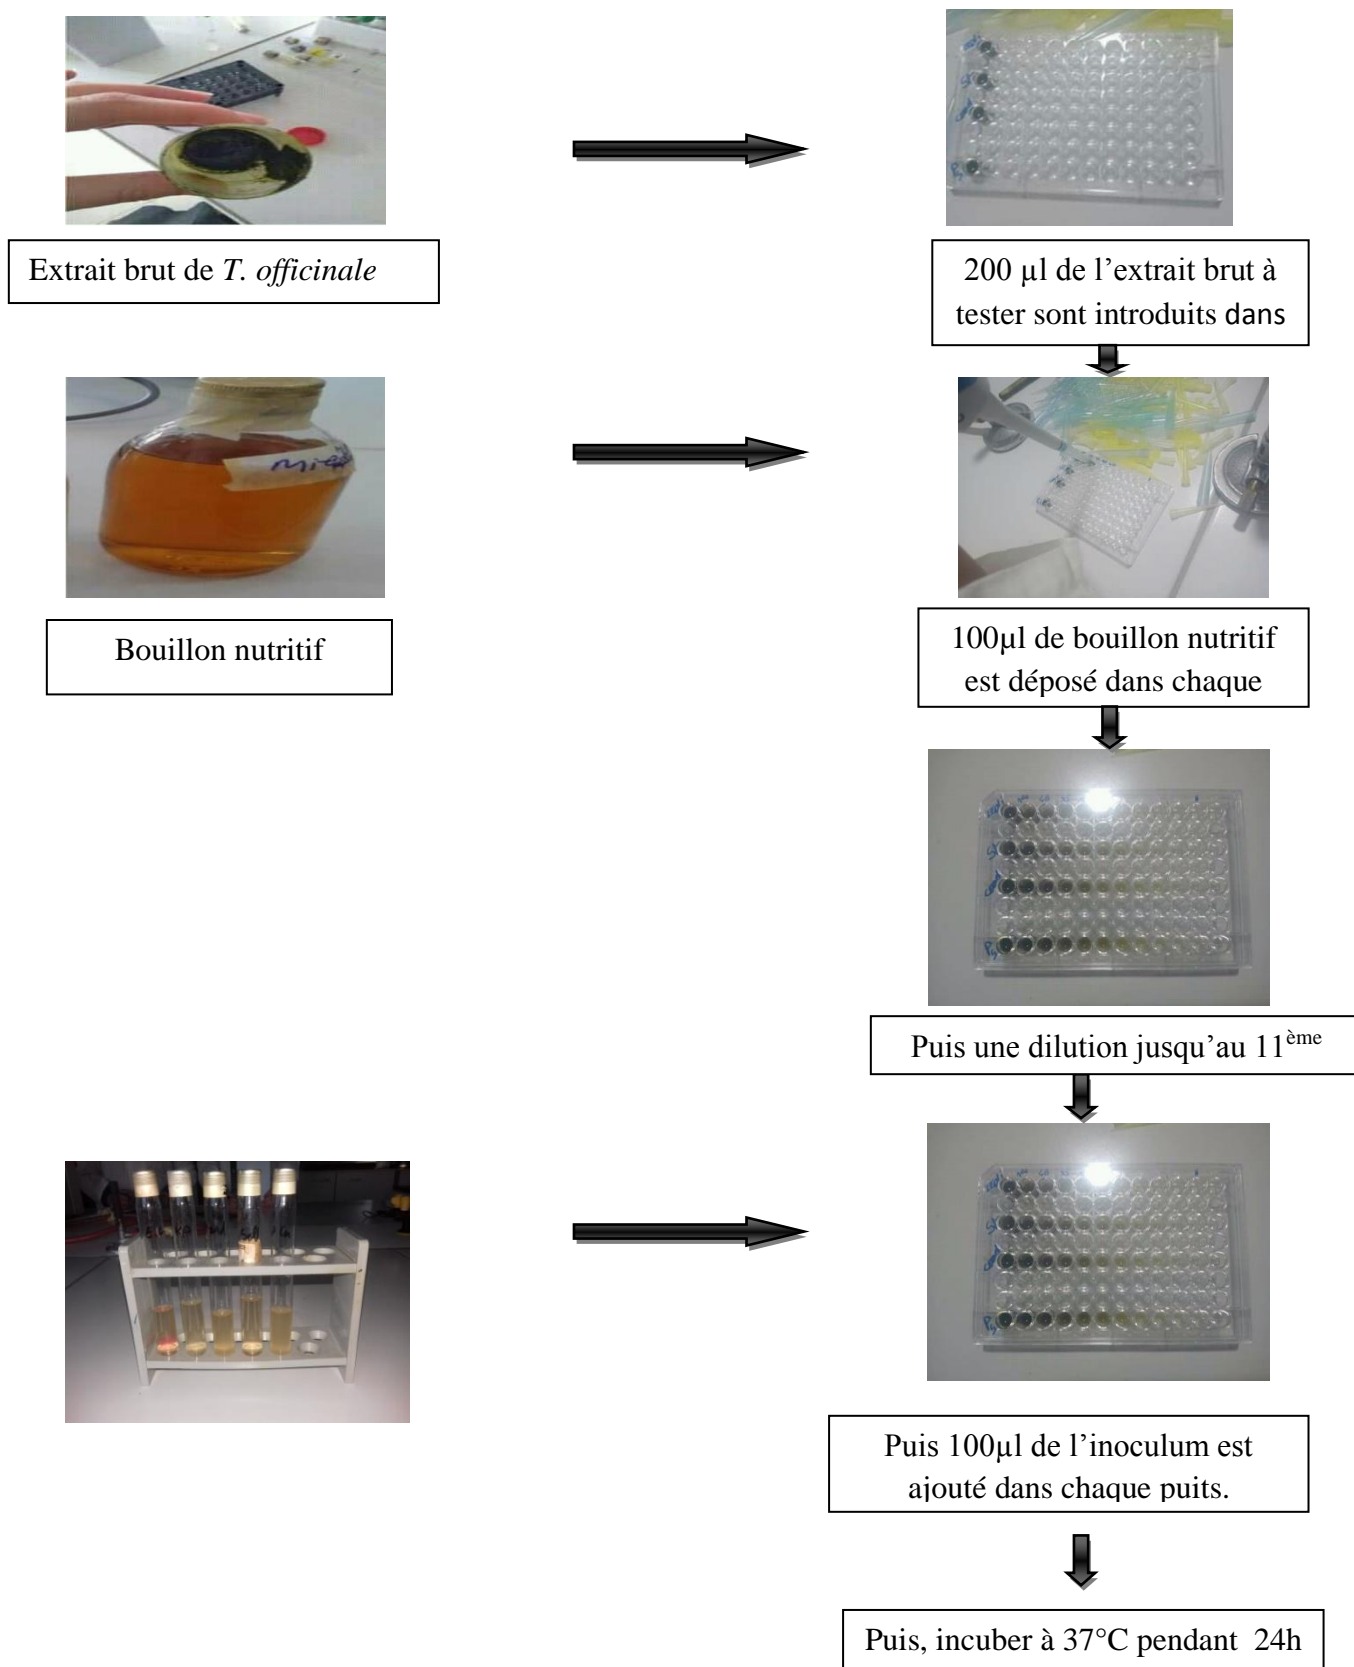 Extrait brut de T. officinale
200 µl de l’extrait brut à
tester sont introduits dans
Bouillon nutritif
100µl de bouillon nutritif
est déposé dans chaque
Puis une dilution jusqu’au 11ème
Puis 100µl de l’inoculum est
ajouté dans chaque puits.
Puis, incuber à 37°C pendant 24h